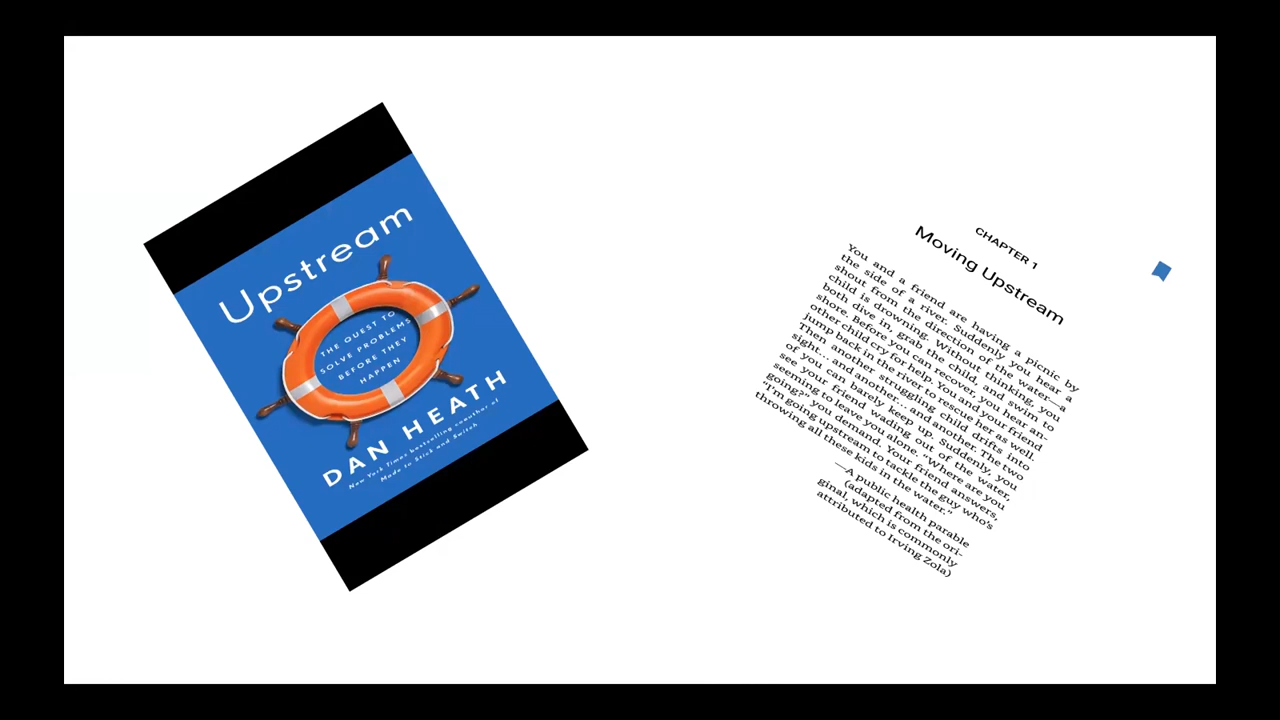 Upstream
THE QUEST TO
SOLVE PROBLEMS
BEFORE THEY
HAPPEN
DAN HEATH
New York Times bestselling coauthor of
Made to Stick and Switch
CHAPTER 1
Moving Upstream
You and a friend are having a picnic by
the side of a river. Suddenly you hear a
shout from the direction of the water—a
child is drowning. Without thinking, you
both dive in, grab the child, and swim to
shore. Before you can recover, you hear an-
other child cry for help. You and your friend
jump back in the river to rescue her as well.
Then another struggling child drifts into
sight... and another... and another. The two
of you can barely keep up. Suddenly, you
see your friend wading out of the water,
seeming to leave you alone. “Where are you
going?” you demand. Your friend answers,
“I’m going upstream to tackle the guy who’s
throwing all these kids in the water.”
—A public health parable
(adapted from the ori-
ginal, which is commonly
attributed to Irving Zola)